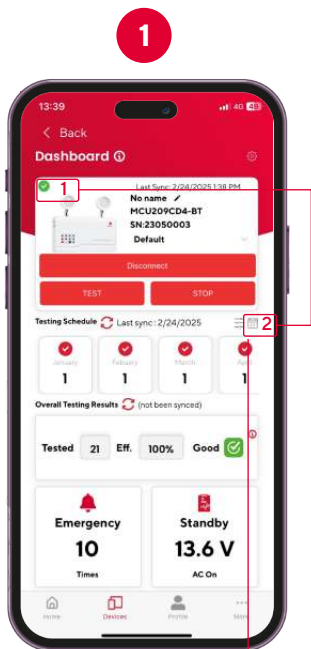 1
13:39
4G 43
Back
Dashboard
1
Last Sync: 2/24/2025 1:38 PM
No name
MCU209CD4-BT
SN:23050003
Default
Disconnect
TEST STOP
Testing Schedule Last sync: 2/24/2025
2
January February March April
1 1 1 1
Overall Testing Results (not been synced)
Tested 21 Eff. 100% Good
Emergency Standby
10 13.6 V
Times AC On
Home Devices Profile More